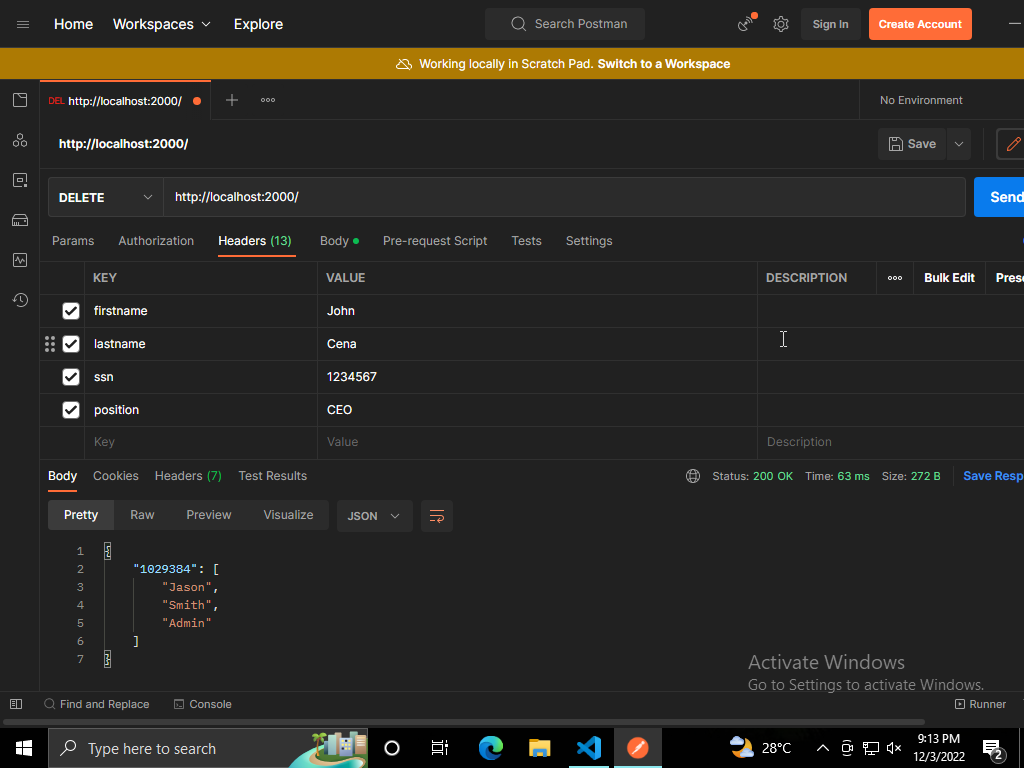 Home Workspaces Explore Search Postman Sign In Create Account
Working locally in Scratch Pad. Switch to a Workspace
DEL http://localhost:2000/ No Environment
http://localhost:2000/ Save
DELETE http://localhost:2000/ Send
Params Authorization Headers (13) Body Pre-request Script Tests Settings
KEY VALUE DESCRIPTION Bulk Edit Prese
firstname John
lastname Cena
ssn 1234567
position CEO
Key Value Description
Body Cookies Headers (7) Test Results Status: 200 OK Time: 63 ms Size: 272 B Save Resp
Pretty Raw Preview Visualize JSON
1 {
2 "1029384": [
3 "Jason",
4 "Smith",
5 "Admin"
6 ]
7 }
Activate Windows
Go to Settings to activate Windows.
Find and Replace Console Runner
Type here to search 28°C 9:13 PM
12/3/2022 2